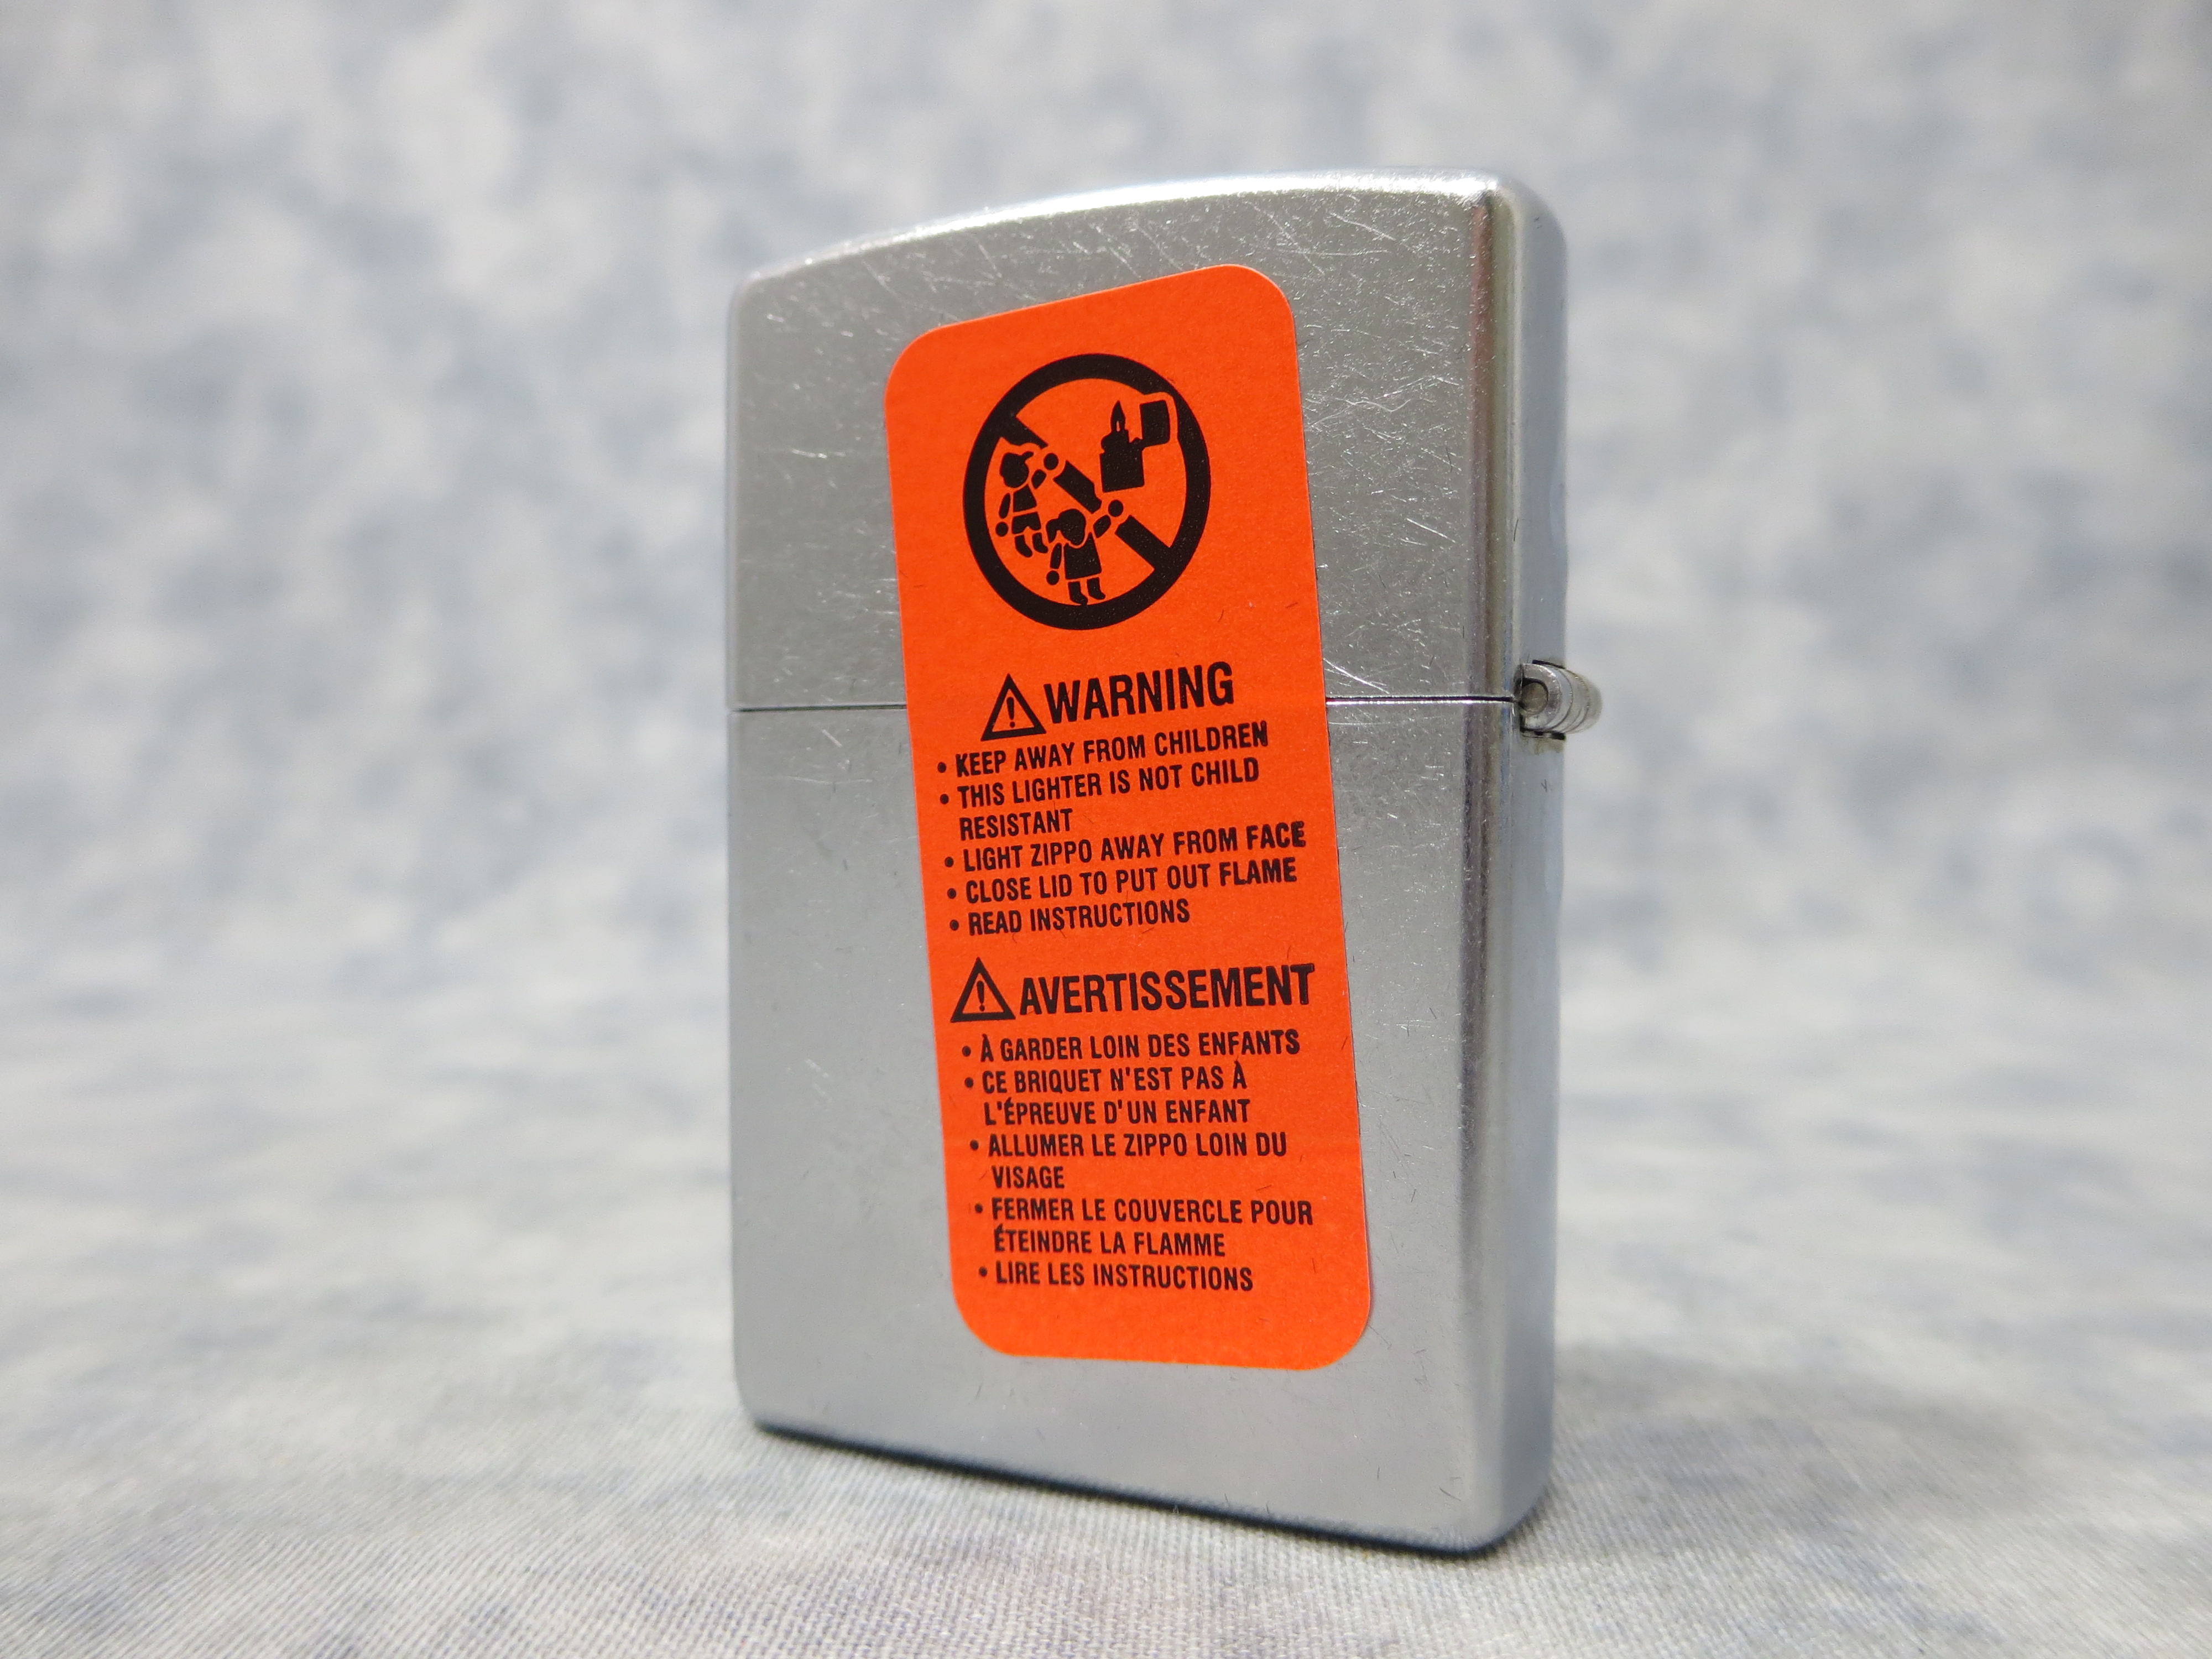 ⚠ WARNING
• KEEP AWAY FROM CHILDREN
• THIS LIGHTER IS NOT CHILD
RESISTANT
• LIGHT ZIPPO AWAY FROM FACE
• CLOSE LID TO PUT OUT FLAME
• READ INSTRUCTIONS
⚠ AVERTISSEMENT
• À GARDER LOIN DES ENFANTS
• CE BRIQUET N'EST PAS À
L'ÉPREUVE D'UN ENFANT
• ALLUMER LE ZIPPO LOIN DU
VISAGE
• FERMER LE COUVERCLE POUR
ÉTEINDRE LA FLAMME
• LIRE LES INSTRUCTIONS